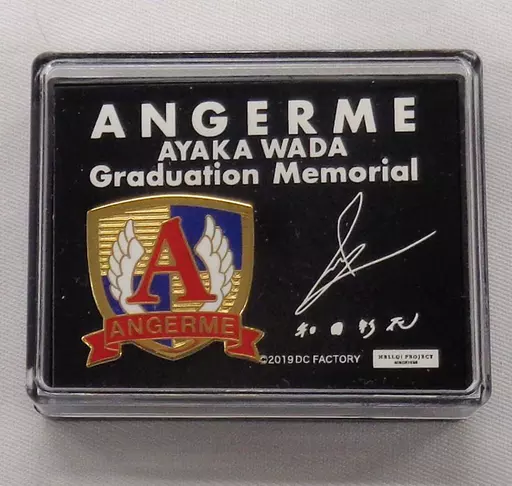 ANGERME
AYAKA WADA
Graduation Memorial
A
ANGERME
和田彩花
©2019 DC FACTORY
HELLO! PROJECT